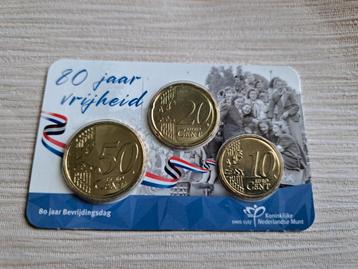 80 jaar
vrijheid
20
EURO
CENT
50
EURO
CENT
10
EURO
CENT
80 jaar Bevrijdingsdag
Koninklijke
Nederlandse Munt